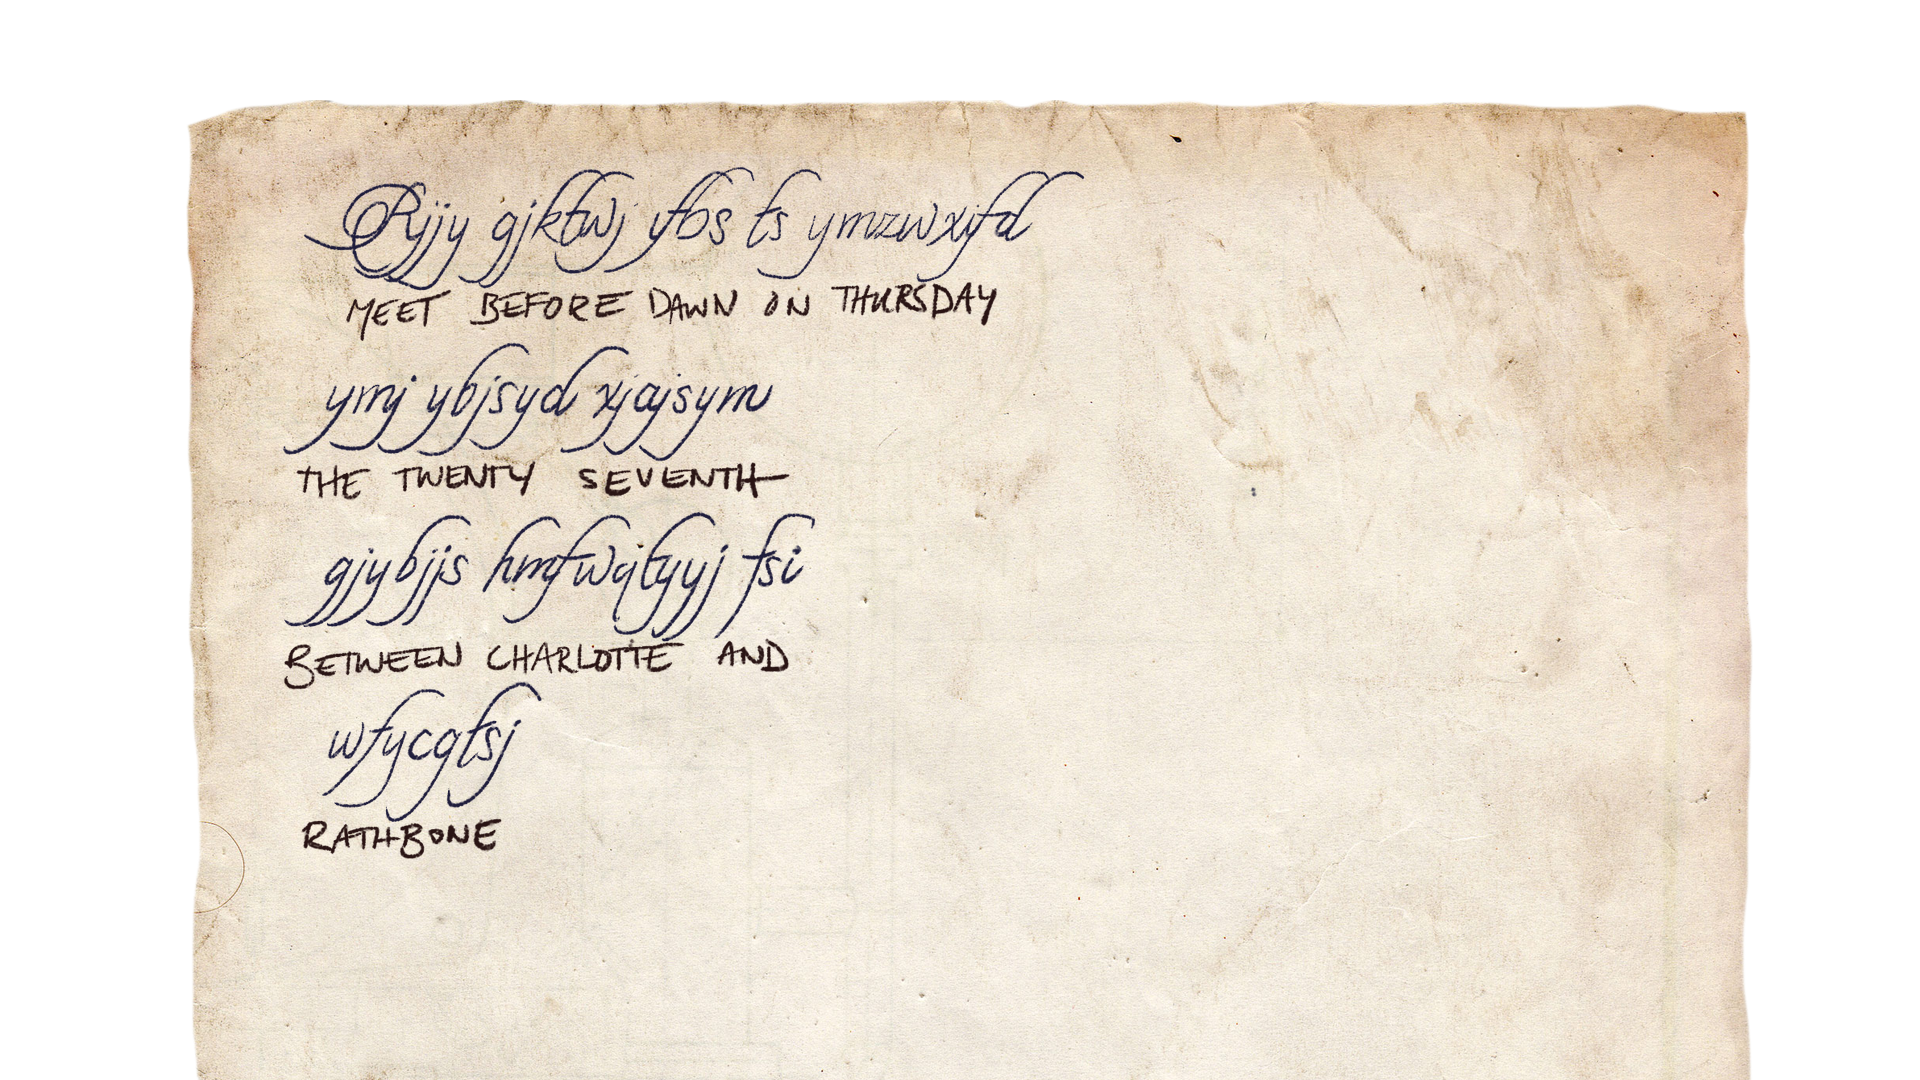 Rjjy gjktwj ifbs ts ymzwxifd
MEET BEFORE DAWN ON THURSDAY
ymj ybjsyd xjajsym
THE TWENTY SEVENTH
gjybjjs hmfwqtyyj fsi
BETWEEN CHARLOTTE AND
wfycgtsj
RATHBONE